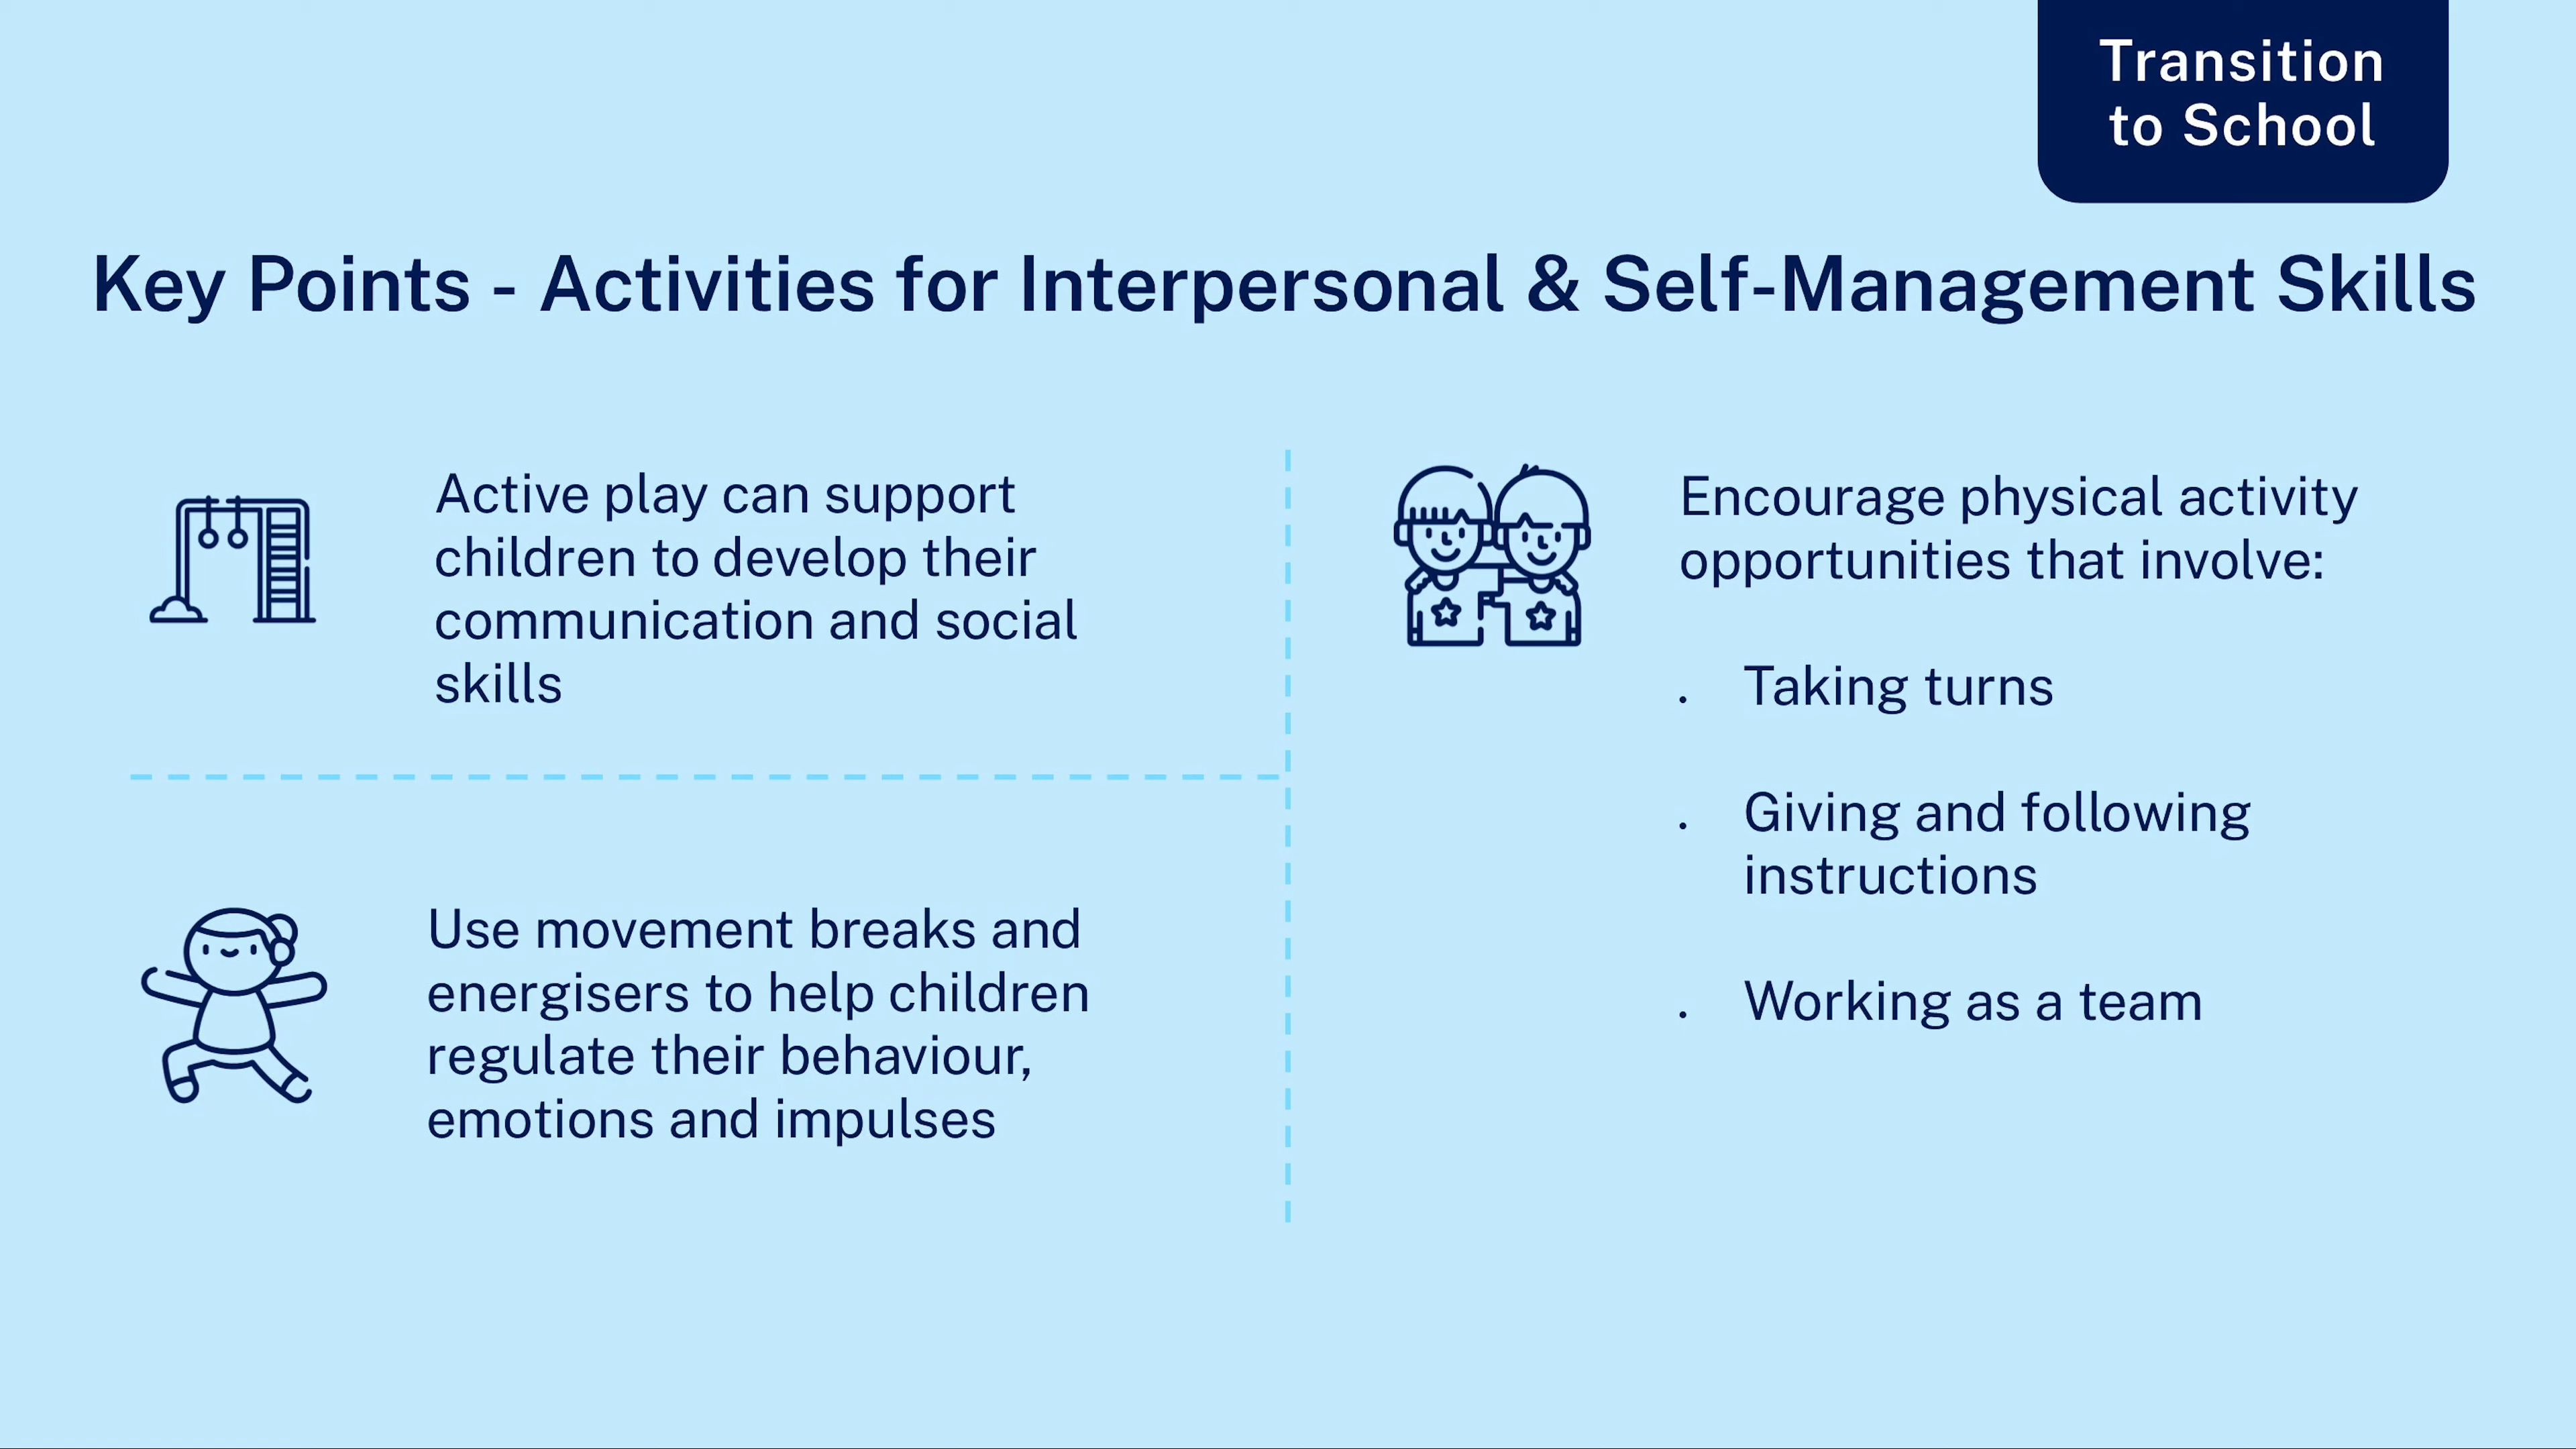 Transition
to School
Key Points - Activities for Interpersonal & Self-Management Skills
Active play can support
children to develop their
communication and social
skills
Use movement breaks and
energisers to help children
regulate their behaviour,
emotions and impulses
Encourage physical activity
opportunities that involve:
. Taking turns
. Giving and following
instructions
. Working as a team